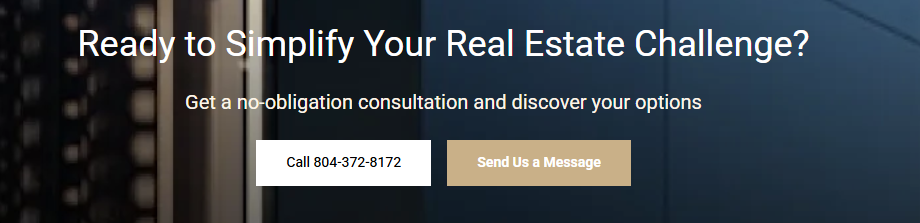 Ready to Simplify Your Real Estate Challenge?
Get a no-obligation consultation and discover your options
Call 804-372-8172
Send Us a Message